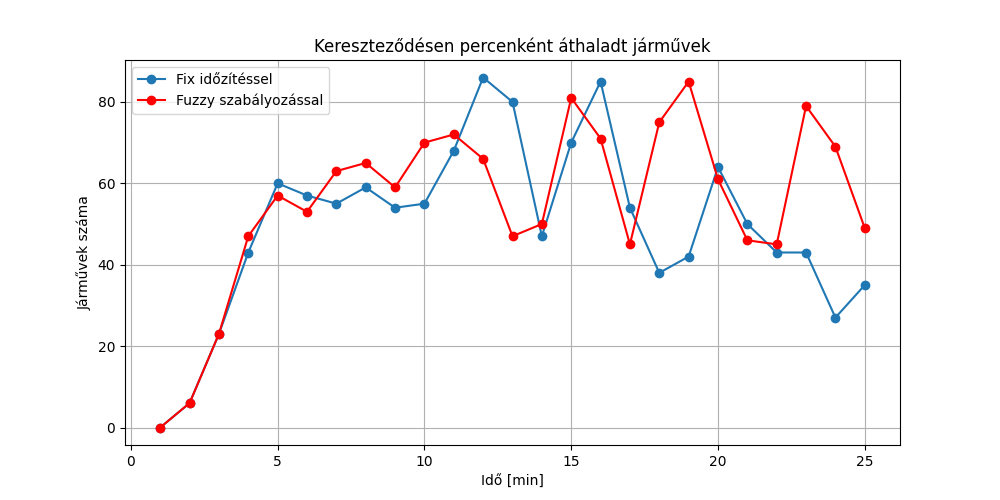 Kereszteződésen percenként áthaladt járművek
Fix időzítéssel
Fuzzy szabályozással
Járművek száma
80
60
40
20
0
0 5 10 15 20 25
Idő [min]